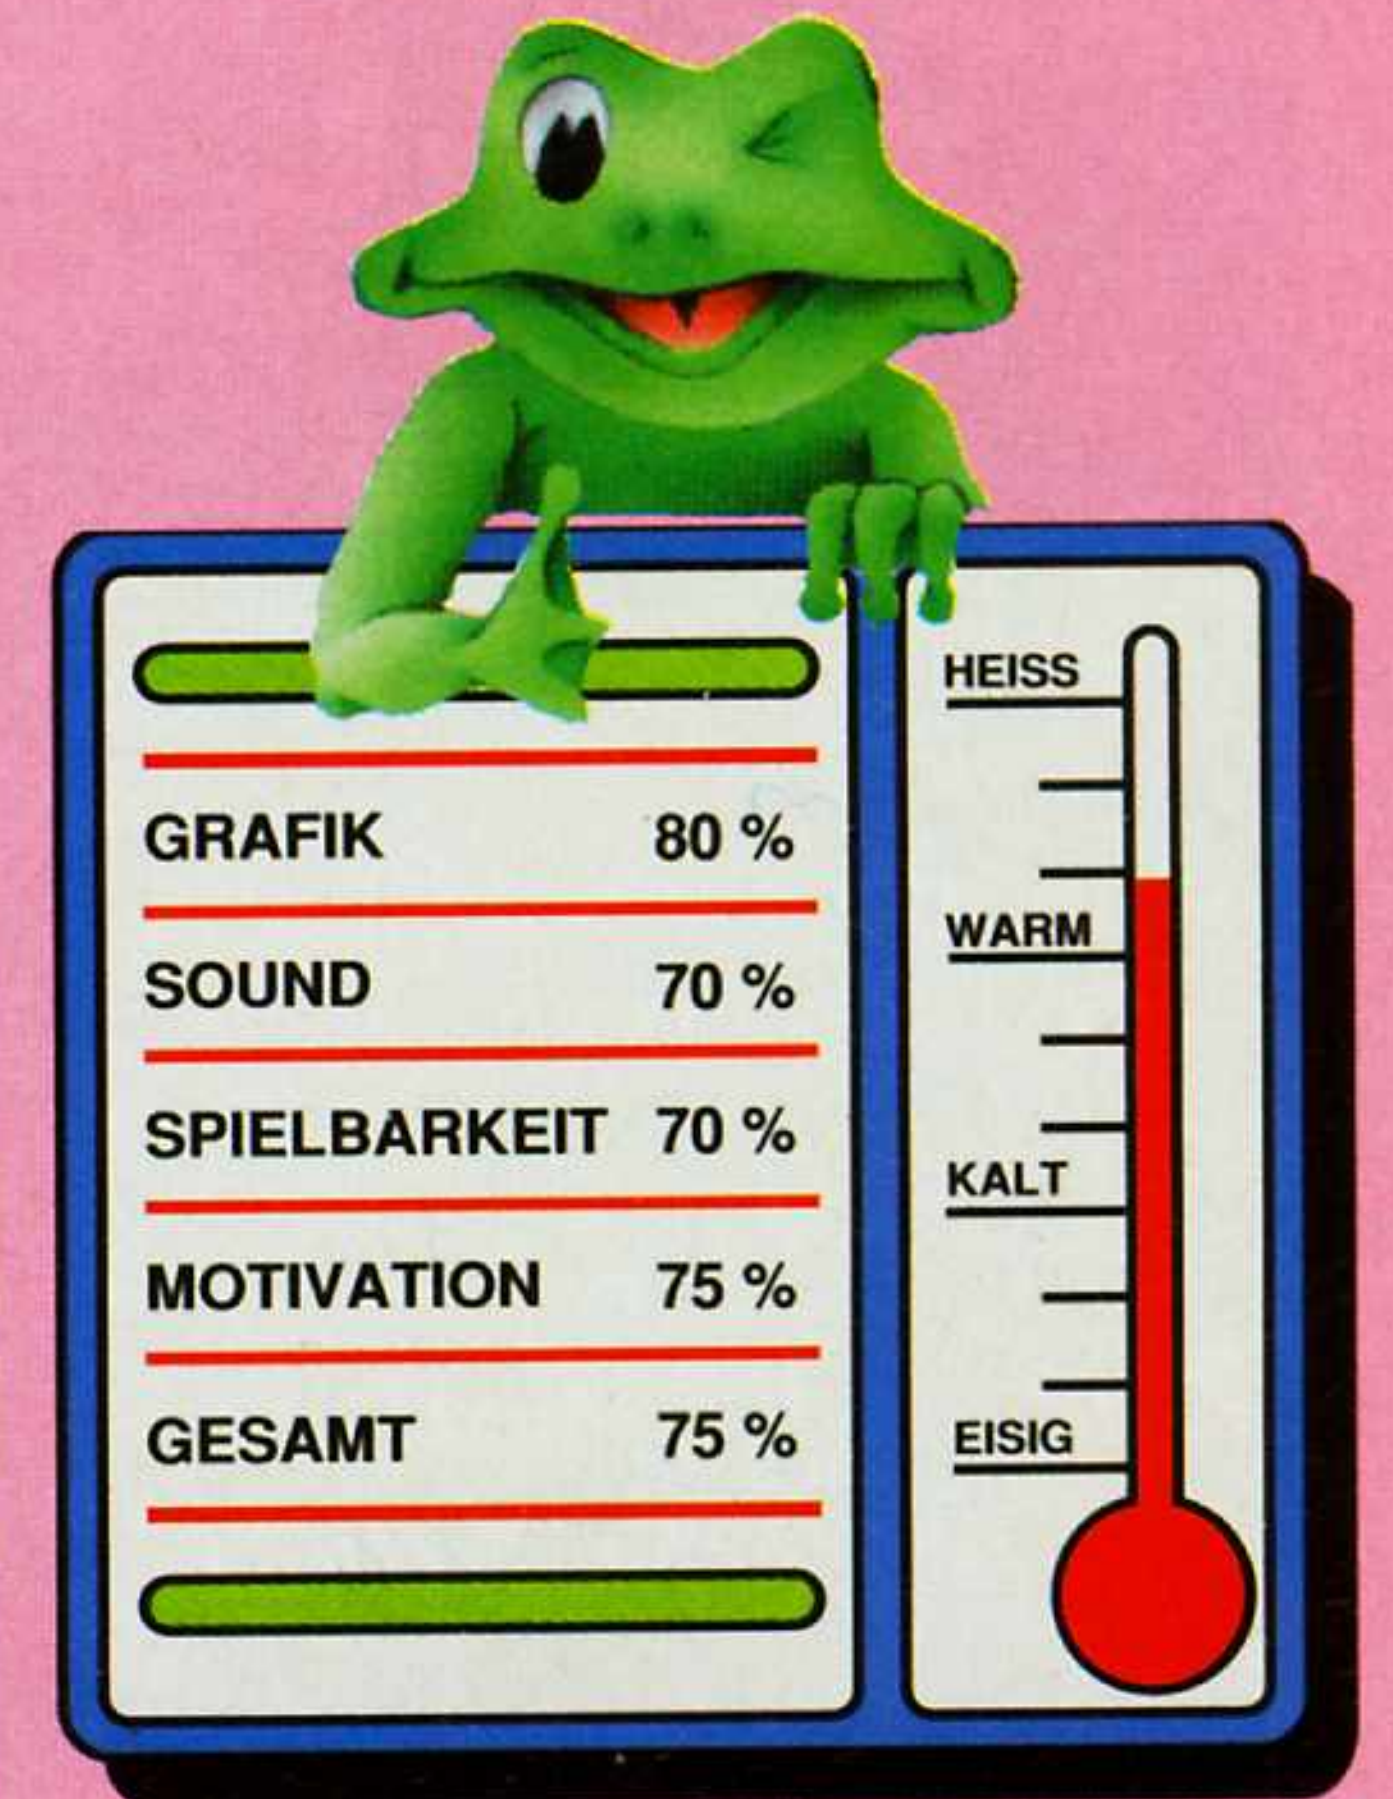 GRAFIK 80 %
SOUND 70 %
SPIELBARKEIT 70 %
MOTIVATION 75 %
GESAMT 75 %
HEISS
WARM
KALT
EISIG